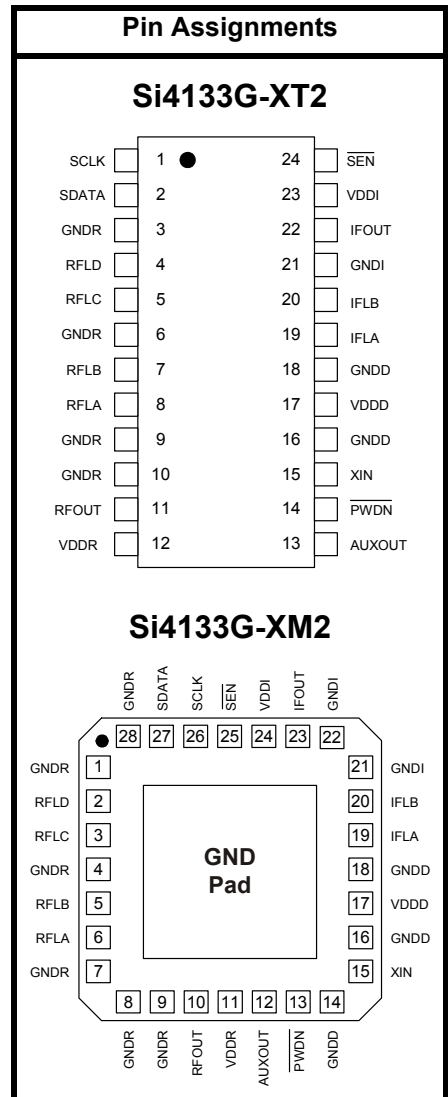 Pin Assignments
Si4133G-XT2
SCLK 1 24 S̅E̅N̅
SDATA 2 23 VDDI
GNDR 3 22 IFOUT
RFLD 4 21 GNDI
RFLC 5 20 IFLB
GNDR 6 19 IFLA
RFLB 7 18 GNDD
RFLA 8 17 VDDD
GNDR 9 16 GNDD
GNDR 10 15 XIN
RFOUT 11 14 P̅W̅D̅N̅
VDDR 12 13 AUXOUT
Si4133G-XM2
GNDR SDATA SCLK S̅E̅N̅ VDDI IFOUT GNDI
28 27 26 25 24 23 22
GNDR 1 21 GNDI
RFLD 2 20 IFLB
RFLC 3 19 IFLA
GNDR 4 18 GNDD
RFLB 5 17 VDDD
RFLA 6 16 GNDD
GNDR 7 15 XIN
GND
Pad
8 9 10 11 12 13 14
GNDR GNDR RFOUT VDDR AUXOUT P̅W̅D̅N̅ GNDD